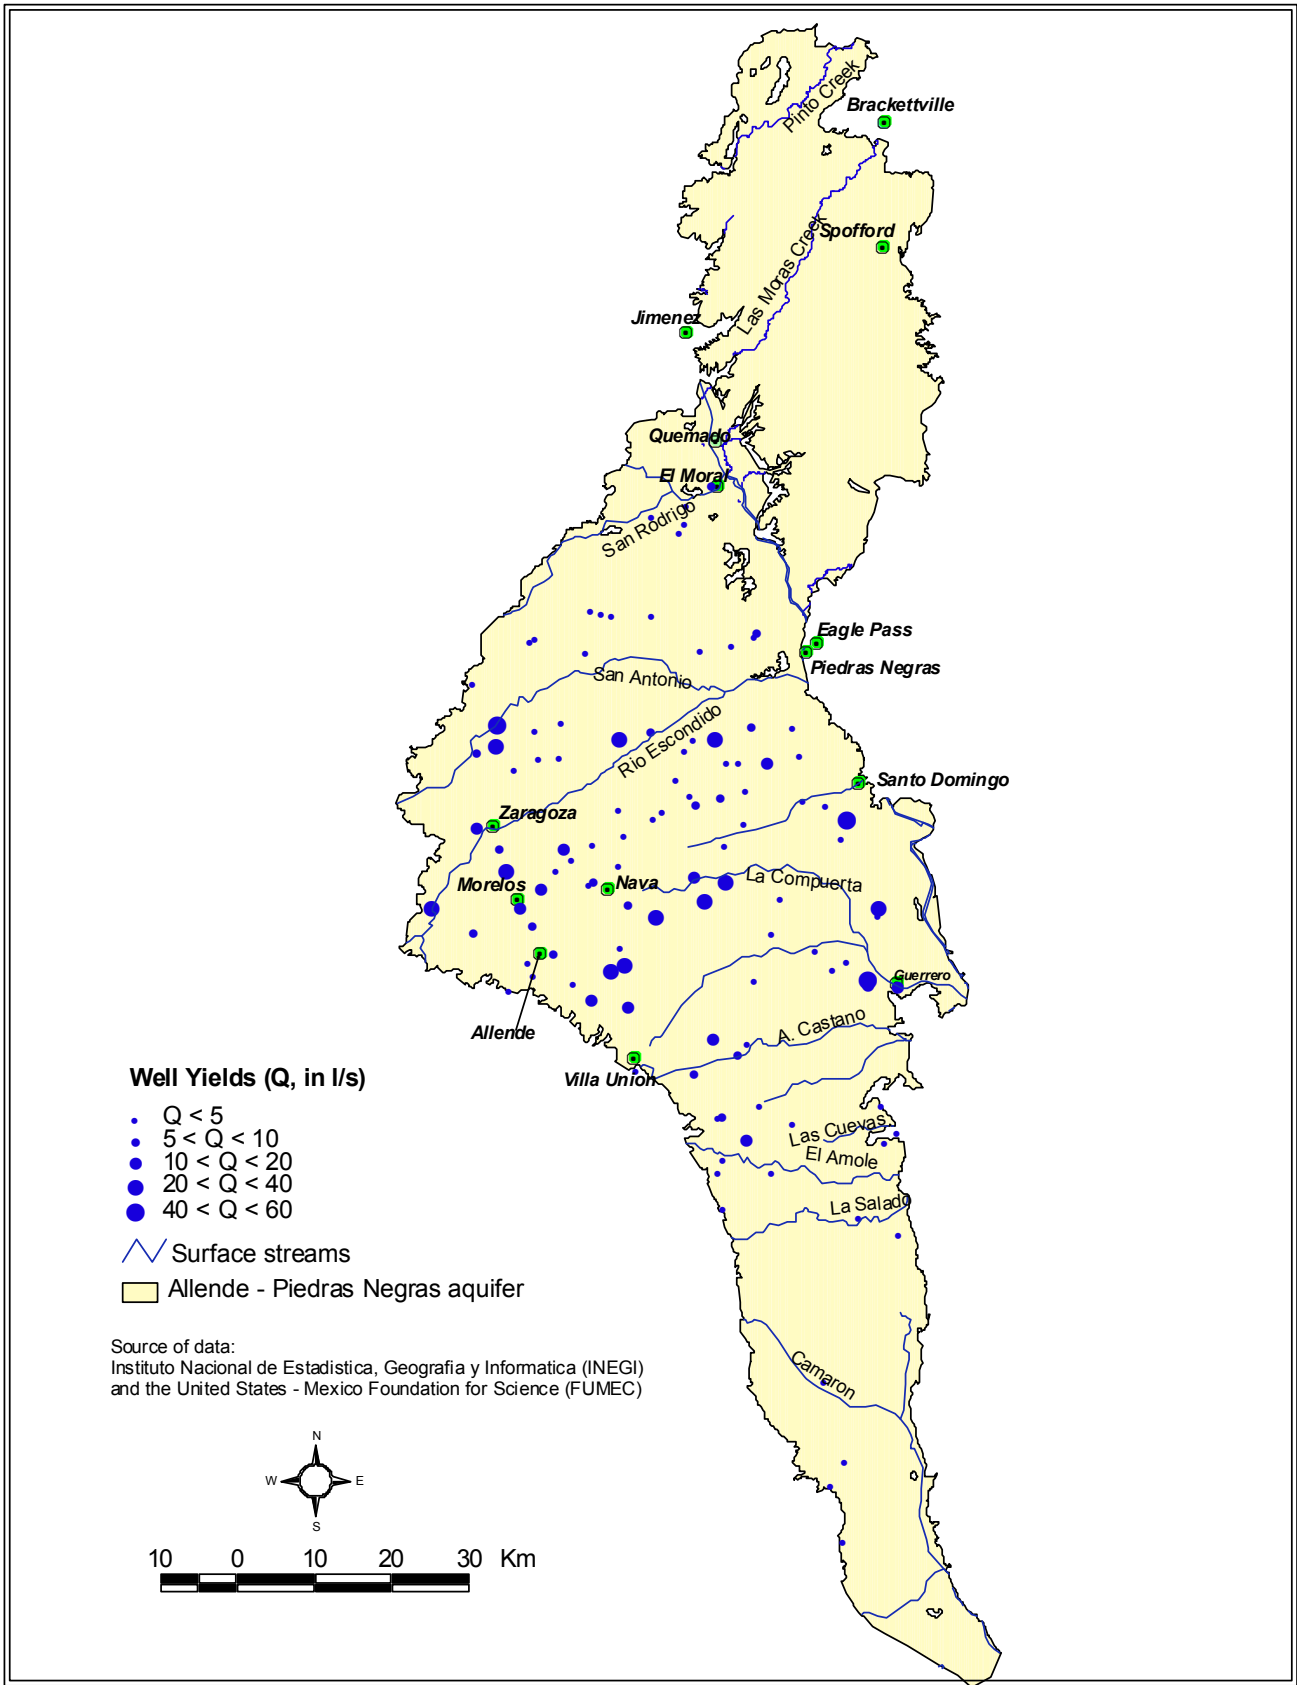 Pinto Creek
Brackettville
Las Moras Creek
Spofford
Jimenez
Quemado
El Moral
San Rodrigo
Eagle Pass
Piedras Negras
San Antonio
Rio Escondido
Santo Domingo
Zaragoza
Morelos
Nava
La Compuerta
Guerrero
Allende
A. Castano
Villa Union
Las Cuevas
El Amole
La Salado
Camaron
Well Yields (Q, in l/s)
Q < 5
5 < Q < 10
10 < Q < 20
20 < Q < 40
40 < Q < 60
Surface streams
Allende - Piedras Negras aquifer
Source of data:
Instituto Nacional de Estadistica, Geografia y Informatica (INEGI)
and the United States - Mexico Foundation for Science (FUMEC)
N
W E
S
10 0 10 20 30 Km